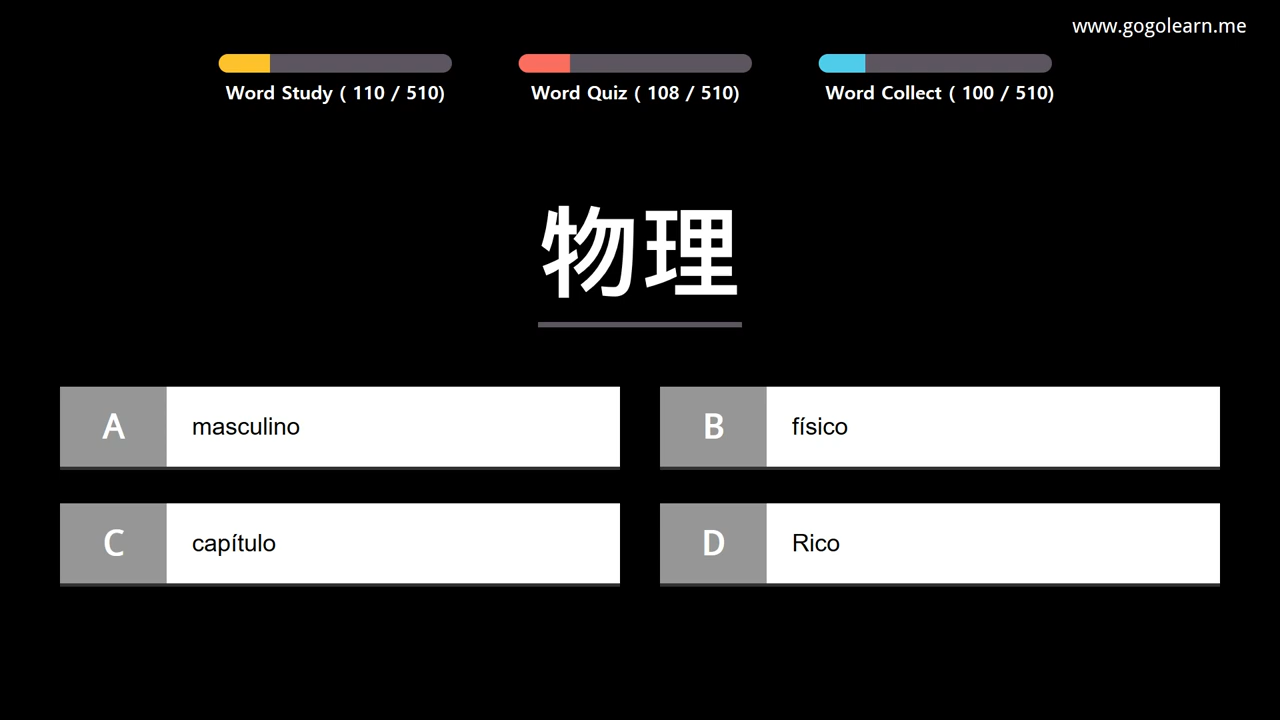 www.gogolearn.me
Word Study ( 110 / 510)
Word Quiz ( 108 / 510)
Word Collect ( 100 / 510)
物理
A masculino
B físico
C capítulo
D Rico